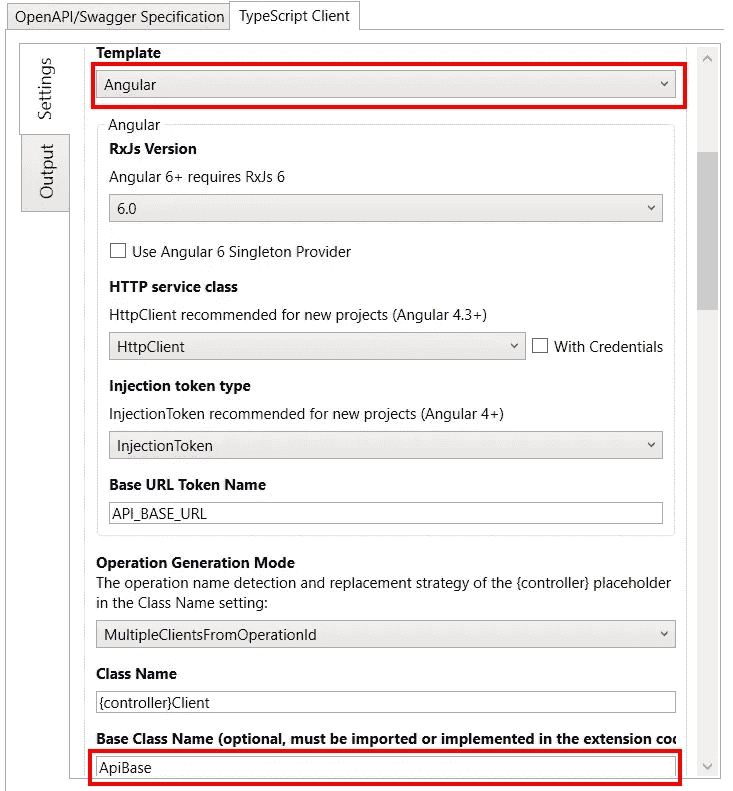 OpenAPI/Swagger Specification
TypeScript Client
Settings
Output
Template
Angular
Angular
RxJs Version
Angular 6+ requires RxJs 6
6.0
Use Angular 6 Singleton Provider
HTTP service class
HttpClient recommended for new projects (Angular 4.3+)
HttpClient
With Credentials
Injection token type
InjectionToken recommended for new projects (Angular 4+)
InjectionToken
Base URL Token Name
API_BASE_URL
Operation Generation Mode
The operation name detection and replacement strategy of the {controller} placeholder
in the Class Name setting:
MultipleClientsFromOperationId
Class Name
{controller}Client
Base Class Name (optional, must be imported or implemented in the extension
ApiBase